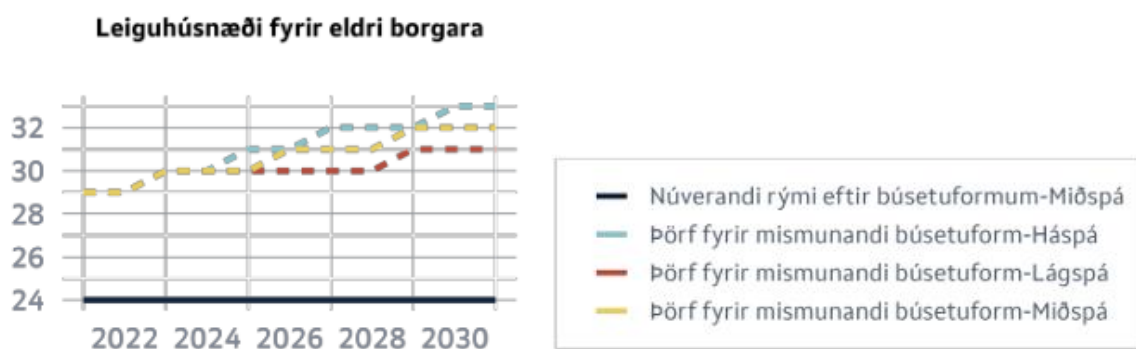 Leiguhúsnæði fyrir eldri borgara
32
30
28
26
24
2022 2024 2026 2028 2030
Núverandi rými eftir búsetuformum-Miðspá
Þörf fyrir mismunandi búsetuform-Háspá
Þörf fyrir mismunandi búsetuform-Lágspá
Þörf fyrir mismunandi búsetuform-Miðspá